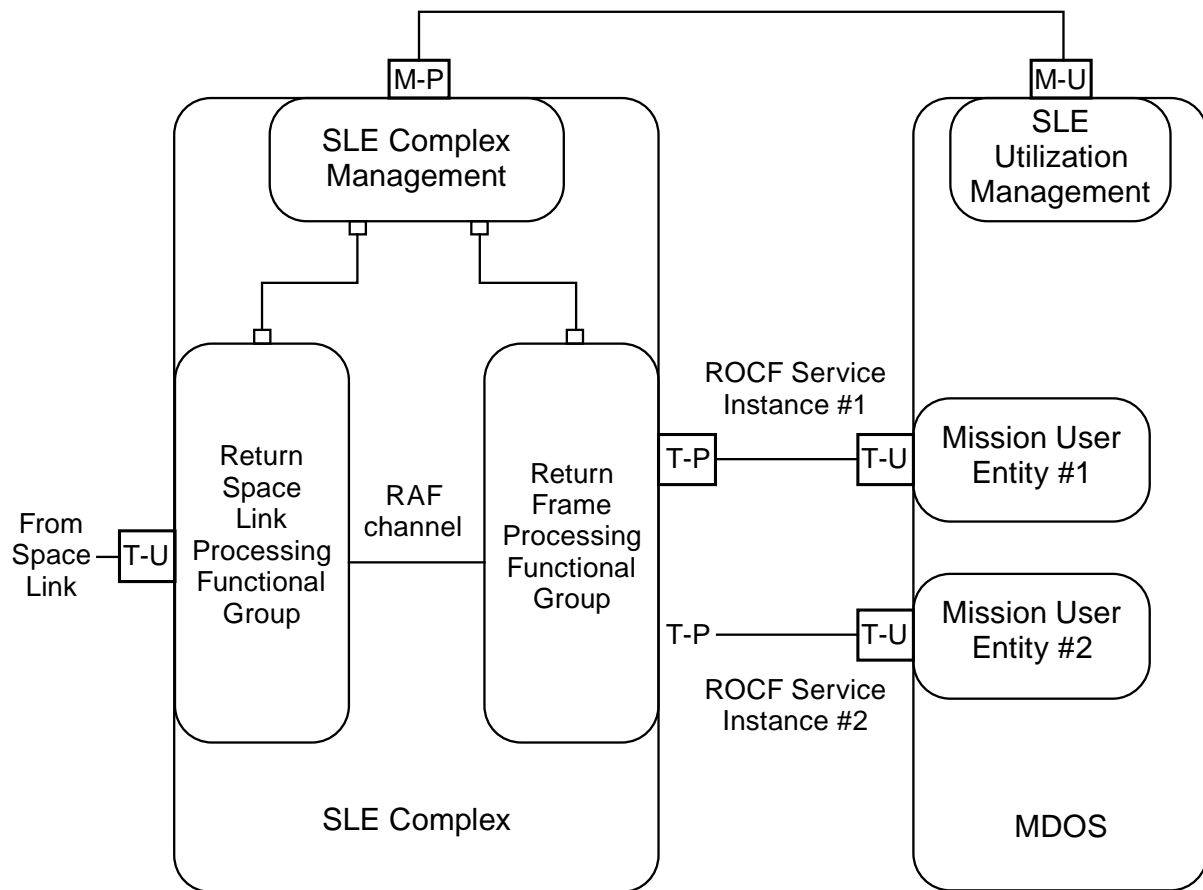 M-P
M-U
SLE Complex
Management
SLE
Utilization
Management
ROCF Service
Instance #1
Mission User
Entity #1
T-P
T-U
Return
Space
Link
Processing
Functional
Group
RAF
channel
Return
Frame
Processing
Functional
Group
From
Space
Link
T-U
Mission User
Entity #2
T-P
T-U
ROCF Service
Instance #2
SLE Complex
MDOS